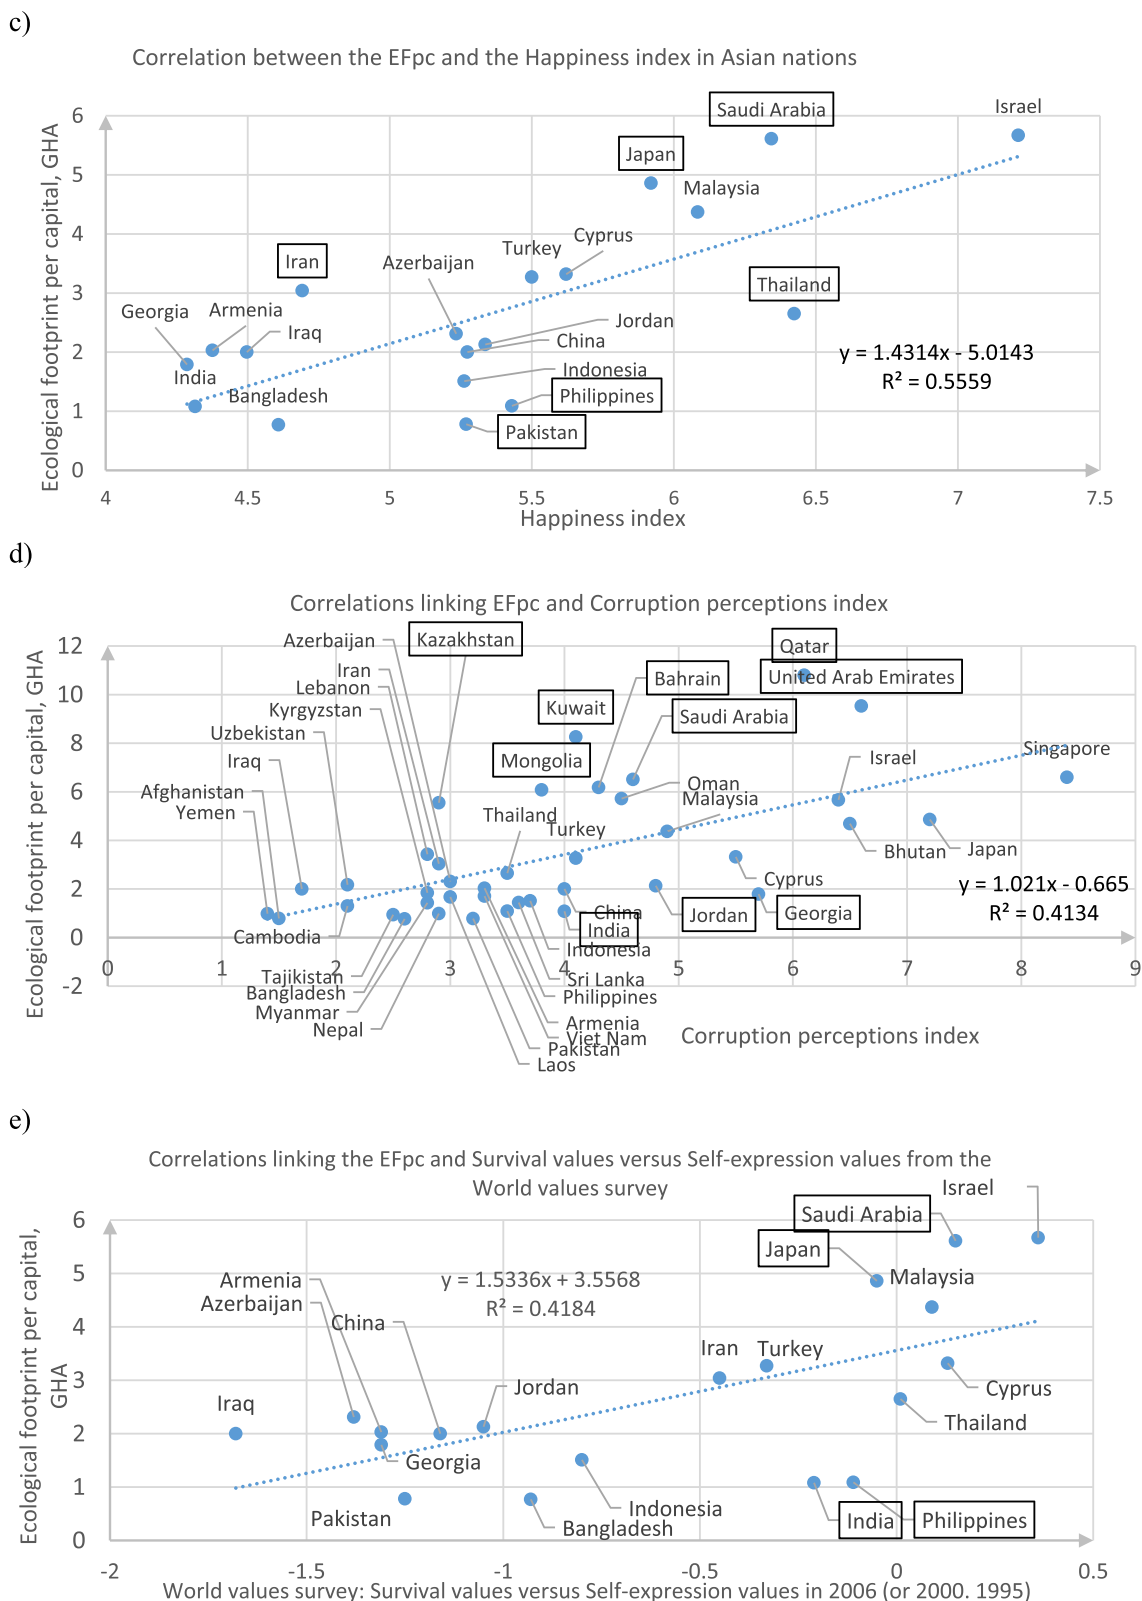 c)
Correlation between the EFpc and the Happiness index in Asian nations
Ecological footprint per capital, GHA
6
5
4
3
2
1
0
Saudi Arabia
Israel
Japan
Malaysia
Cyprus
Turkey
Azerbaijan
Iran
Thailand
Georgia
Armenia
Iraq
Jordan
China
India
Indonesia
Bangladesh
Philippines
Pakistan
y = 1.4314x - 5.0143
R² = 0.5559
4
4.5
5
5.5
6
6.5
7
7.5
Happiness index
d)
Correlations linking EFpc and Corruption perceptions index
Ecological footprint per capital, GHA
12
10
8
6
4
2
0
-2
Azerbaijan
Kazakhstan
Qatar
Iran
Lebanon
Bahrain
United Arab Emirates
Kyrgyzstan
Kuwait
Saudi Arabia
Uzbekistan
Iraq
Mongolia
Israel
Singapore
Afghanistan
Yemen
Oman
Malaysia
Thailand
Turkey
Bhutan
Japan
Cyprus
y = 1.021x - 0.665
R² = 0.4134
China
Jordan
Georgia
Cambodia
India
Indonesia
0
1
2
3
4
5
6
7
8
9
Tajikistan
Sri Lanka
Bangladesh
Philippines
Myanmar
Armenia
Nepal
Viet Nam
Pakistan
Laos
Corruption perceptions index
e)
Correlations linking the EFpc and Survival values versus Self-expression values from the
World values survey
Ecological footprint per capital,
GHA
6
5
4
3
2
1
0
Israel
Saudi Arabia
Japan
Malaysia
Armenia
Azerbaijan
China
y = 1.5336x + 3.5568
R² = 0.4184
Iran
Turkey
Jordan
Cyprus
Iraq
Thailand
Georgia
Pakistan
Indonesia
Bangladesh
India
Philippines
-2
-1.5
-1
-0.5
0
0.5
World values survey: Survival values versus Self-expression values in 2006 (or 2000. 1995)